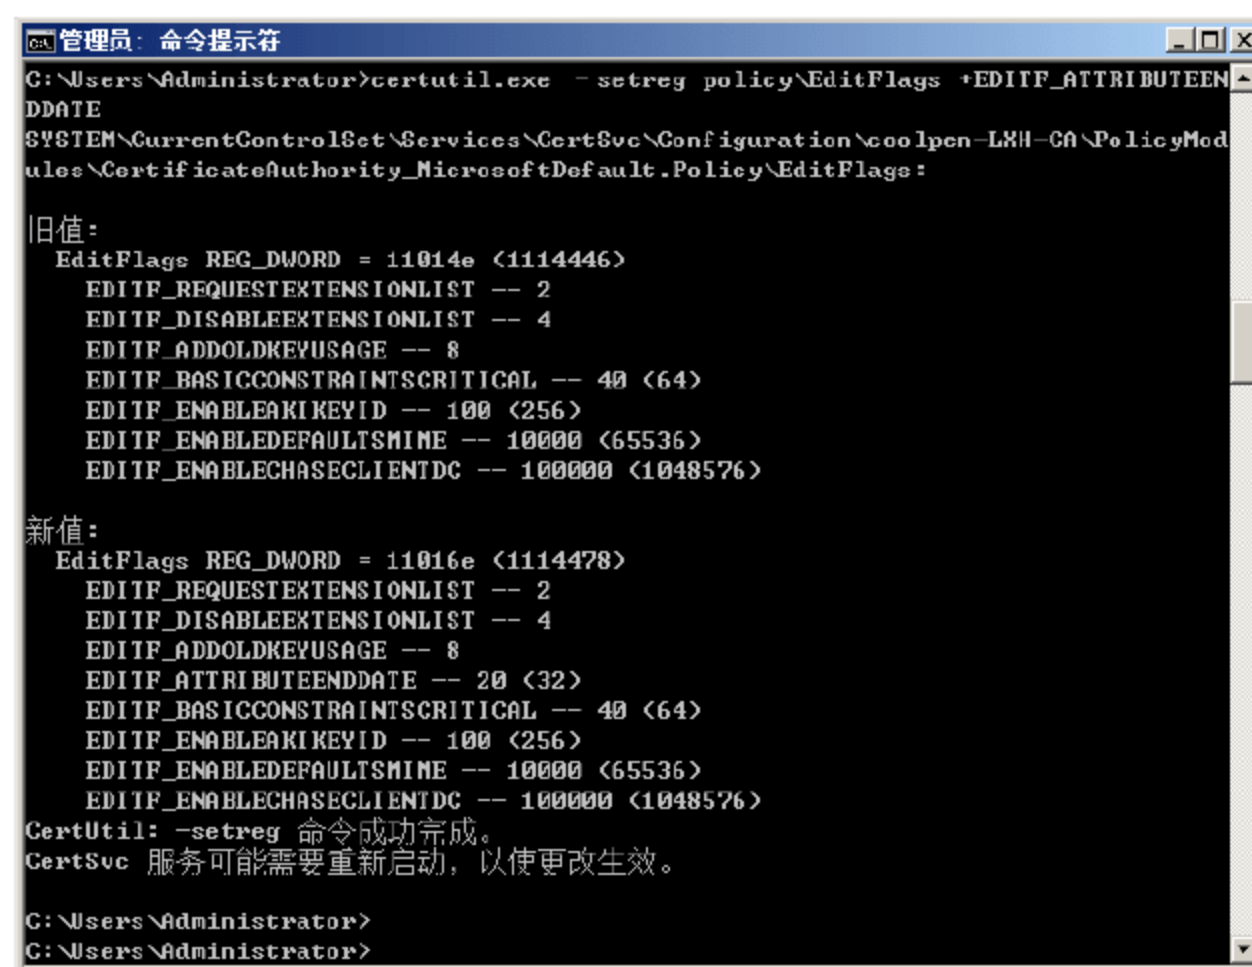 管理员: 命令提示符
C:\Users\Administrator>certutil.exe -setreg policy\EditFlags +EDITF_ATTRIBUTEEN
DDATE
SYSTEM\CurrentControlSet\Services\CertSvc\Configuration\coolpen-LXH-CA\PolicyMod
ules\CertificateAuthority_MicrosoftDefault.Policy\EditFlags:
旧值:
EditFlags REG_DWORD = 11014e (1114446)
EDITF_REQUESTEXTENSIONLIST -- 2
EDITF_DISABLEEXTENSIONLIST -- 4
EDITF_ADDOLDKEYUSAGE -- 8
EDITF_BASICCONSTRAINTSCRITICAL -- 40 (64)
EDITF_ENABLEAKIKEYID -- 100 (256)
EDITF_ENABLEDEFAULTSMIME -- 10000 (65536)
EDITF_ENABLECHASECLIENTDC -- 100000 (1048576)
新值:
EditFlags REG_DWORD = 11016e (1114478)
EDITF_REQUESTEXTENSIONLIST -- 2
EDITF_DISABLEEXTENSIONLIST -- 4
EDITF_ADDOLDKEYUSAGE -- 8
EDITF_ATTRIBUTEENDDATE -- 20 (32)
EDITF_BASICCONSTRAINTSCRITICAL -- 40 (64)
EDITF_ENABLEAKIKEYID -- 100 (256)
EDITF_ENABLEDEFAULTSMIME -- 10000 (65536)
EDITF_ENABLECHASECLIENTDC -- 100000 (1048576)
CertUtil: -setreg 命令成功完成。
CertSvc 服务可能需要重新启动，以使更改生效。
C:\Users\Administrator>
C:\Users\Administrator>